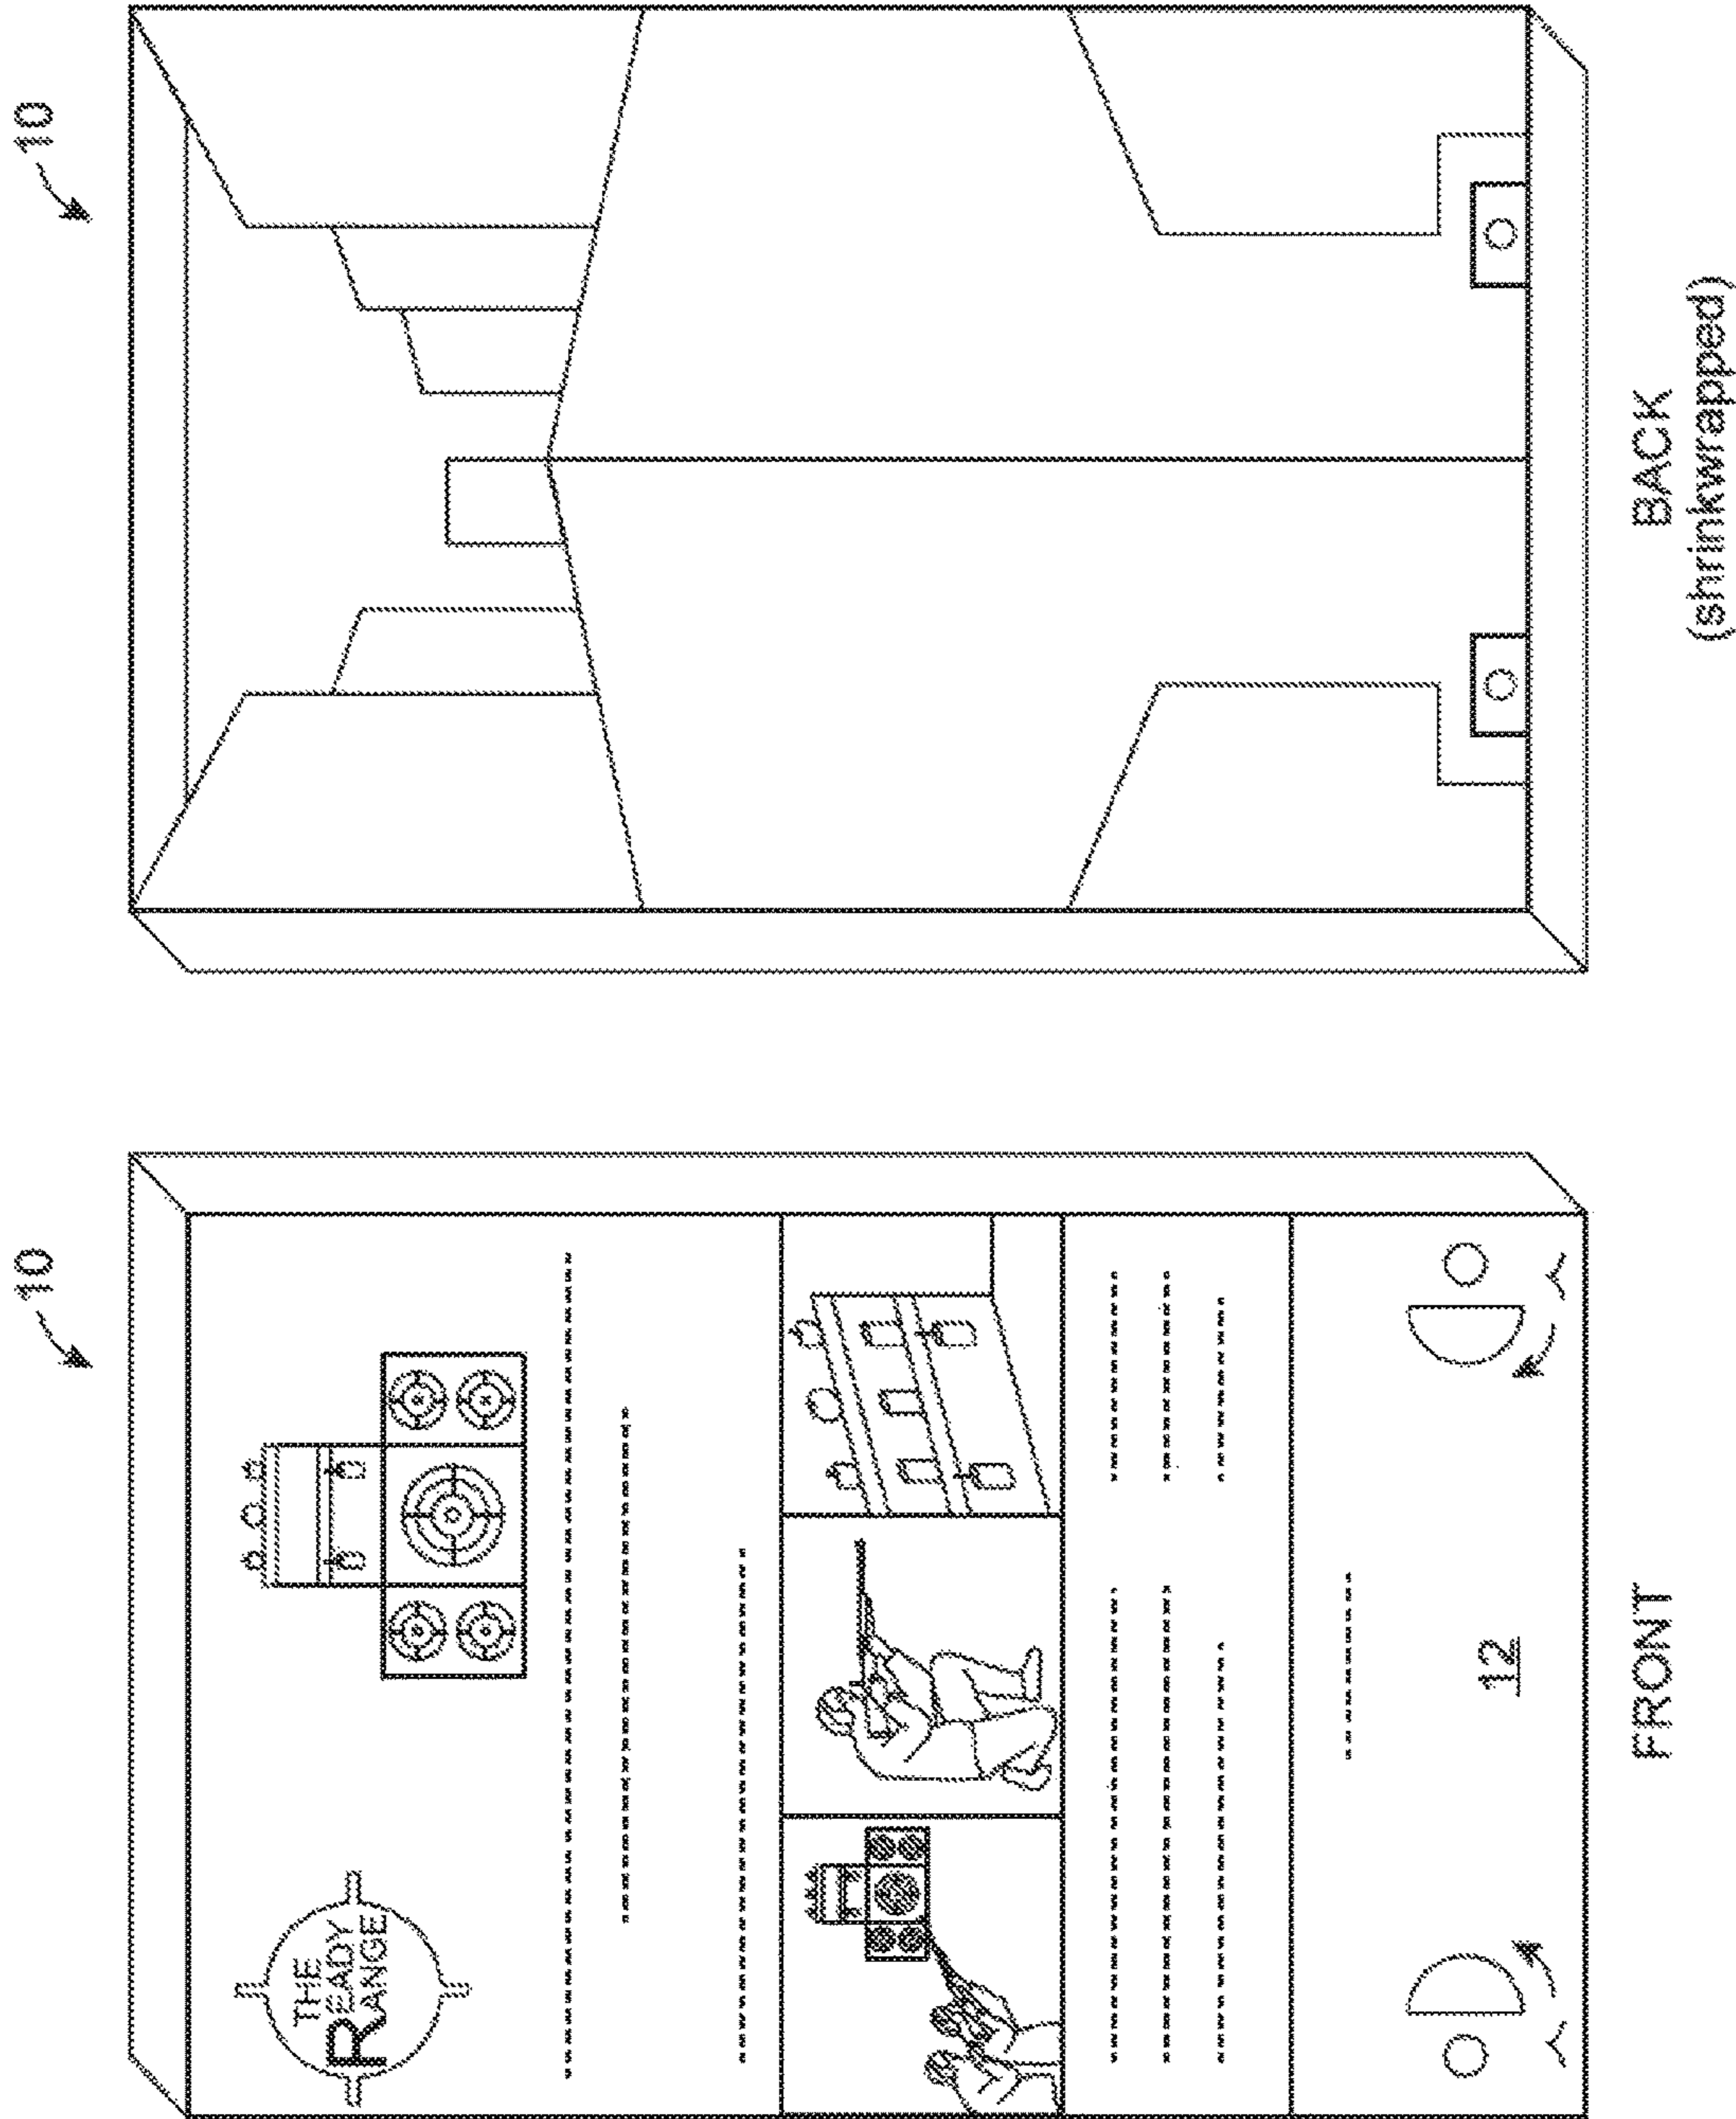 10
THE
READY
RANGE
12
FRONT
10
BACK
(shrinkwrapped)